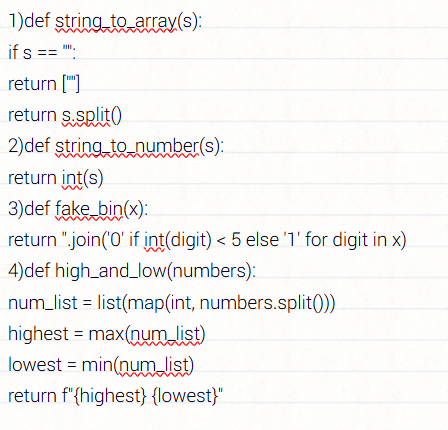 1)def string_to_array(s):
if s == "":
return [""]
return s.split()
2)def string_to_number(s):
return int(s)
3)def fake_bin(x):
return ".join('0' if int(digit) < 5 else '1' for digit in x)
4)def high_and_low(numbers):
num_list = list(map(int, numbers.split()))
highest = max(num_list)
lowest = min(num_list)
return f"{highest} {lowest}"